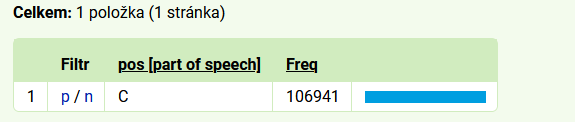 Celkem: 1 položka (1 stránka)
Filtr pos [part of speech] Freq
1 p / n C 106941